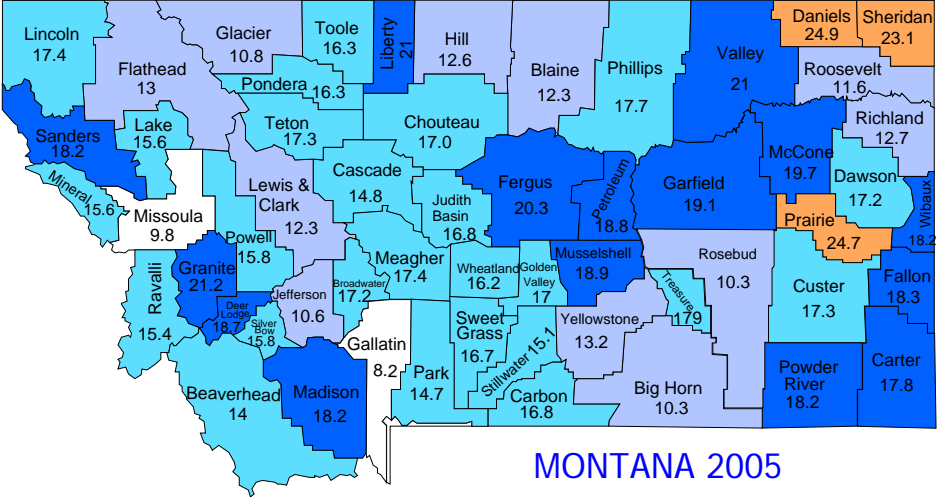 Lincoln
17.4
Flathead
13
Glacier
10.8
Toole
16.3
Liberty
21
Hill
12.6
Blaine
12.3
Phillips
17.7
Valley
21
Daniels
24.9
Sheridan
23.1
Roosevelt
11.6
Richland
12.7
Pondera
16.3
Teton
17.3
Chouteau
17.0
Sanders
18.2
Lake
15.6
Mineral
15.6
Missoula
9.8
Lewis &
Clark
12.3
Cascade
14.8
Judith
Basin
16.8
Fergus
20.3
Petroleum
18.8
Garfield
19.1
McCone
19.7
Dawson
17.2
Wibaux
18.2
Prairie
24.7
Powell
15.8
Granite
21.2
Ravalli
15.4
Deer
Lodge
18.7
Silver
Bow
15.8
Jefferson
10.6
Broadwater
17.2
Meagher
17.4
Wheatland
16.2
Golden
Valley
17
Musselshell
18.9
Treasure
179
Rosebud
10.3
Custer
17.3
Fallon
18.3
Beaverhead
14
Madison
18.2
Gallatin
8.2
Park
14.7
Sweet
Grass
16.7
Stillwater 15.1
Yellowstone
13.2
Carbon
16.8
Big Horn
10.3
Powder
River
18.2
Carter
17.8
MONTANA 2005